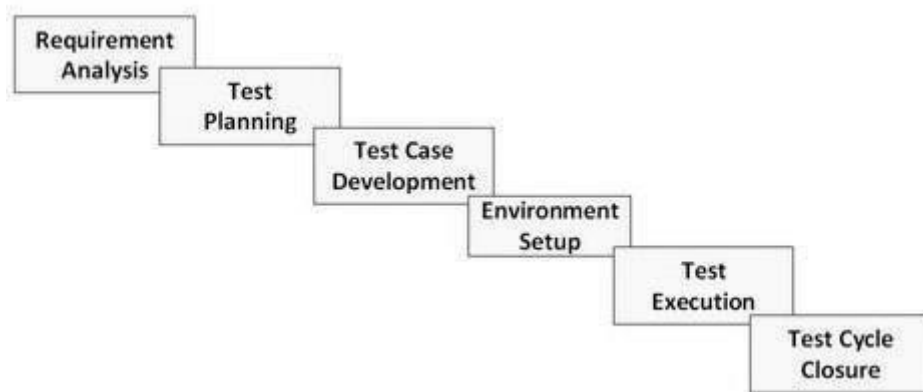 Requirement
Analysis
Test
Planning
Test Case
Development
Environment
Setup
Test
Execution
Test Cycle
Closure